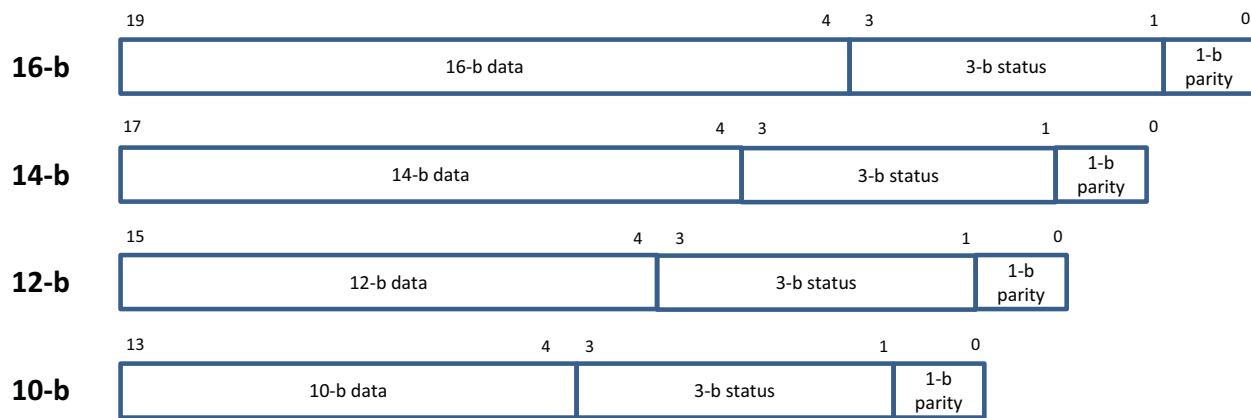 19 4 3 1 0
16-b 16-b data 3-b status 1-b
parity
17 4 3 1 0
14-b 14-b data 3-b status 1-b
parity
15 4 3 1 0
12-b 12-b data 3-b status 1-b
parity
13 4 3 1 0
10-b 10-b data 3-b status 1-b
parity